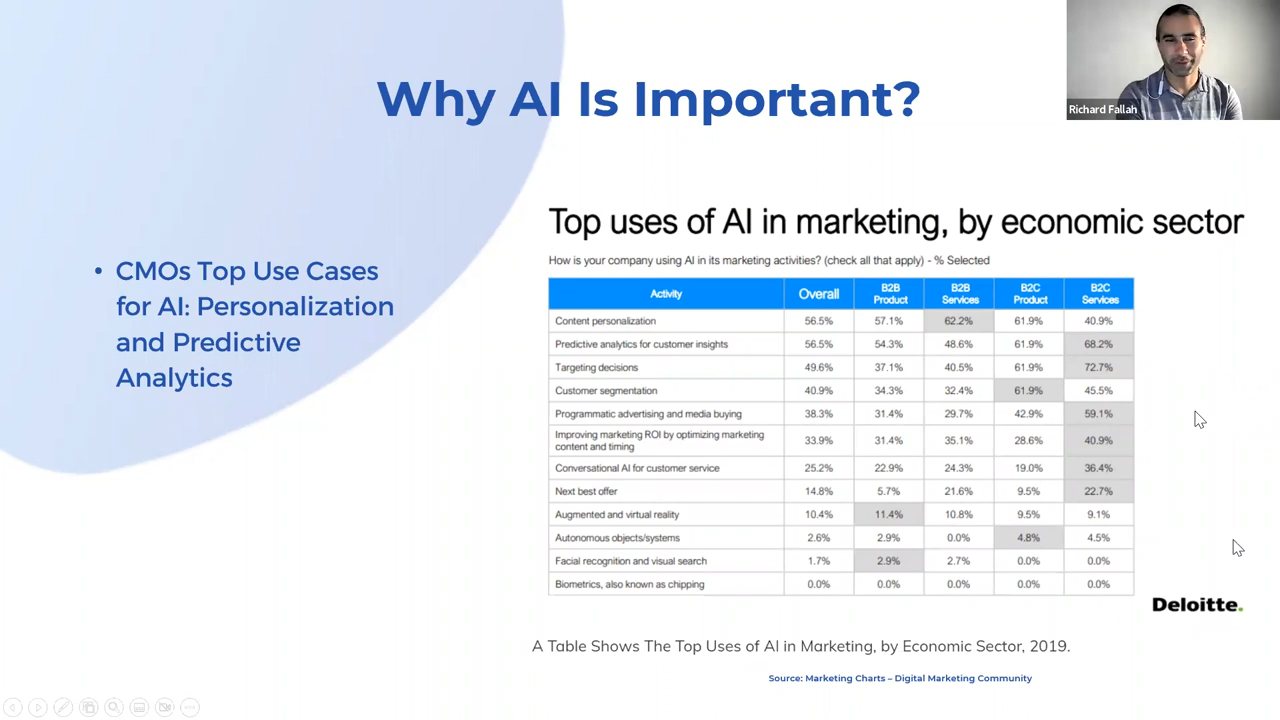 Why AI Is Important?
Richard Fallah
• CMOs Top Use Cases
for AI: Personalization
and Predictive
Analytics
Top uses of AI in marketing, by economic sector
How is your company using AI in its marketing activities? (check all that apply) - % Selected
Activity Overall B2B Product B2B Services B2C Product B2C Services
Content personalization 56.5% 57.1% 62.2% 61.9% 40.9%
Predictive analytics for customer insights 56.5% 54.3% 48.6% 61.9% 68.2%
Targeting decisions 49.6% 37.1% 40.5% 61.9% 72.7%
Customer segmentation 40.9% 34.3% 32.4% 61.9% 45.5%
Programmatic advertising and media buying 38.3% 31.4% 29.7% 42.9% 59.1%
Improving marketing ROI by optimizing marketing
content and timing 33.9% 31.4% 35.1% 28.6% 40.9%
Conversational AI for customer service 25.2% 22.9% 24.3% 19.0% 36.4%
Next best offer 14.8% 5.7% 21.6% 9.5% 22.7%
Augmented and virtual reality 10.4% 11.4% 10.8% 9.5% 9.1%
Autonomous objects/systems 2.6% 2.9% 0.0% 4.8% 4.5%
Facial recognition and visual search 1.7% 2.9% 2.7% 0.0% 0.0%
Biometrics, also known as chipping 0.0% 0.0% 0.0% 0.0% 0.0%
Deloitte.
A Table Shows The Top Uses of AI in Marketing, by Economic Sector, 2019.
Source: Marketing Charts – Digital Marketing Community